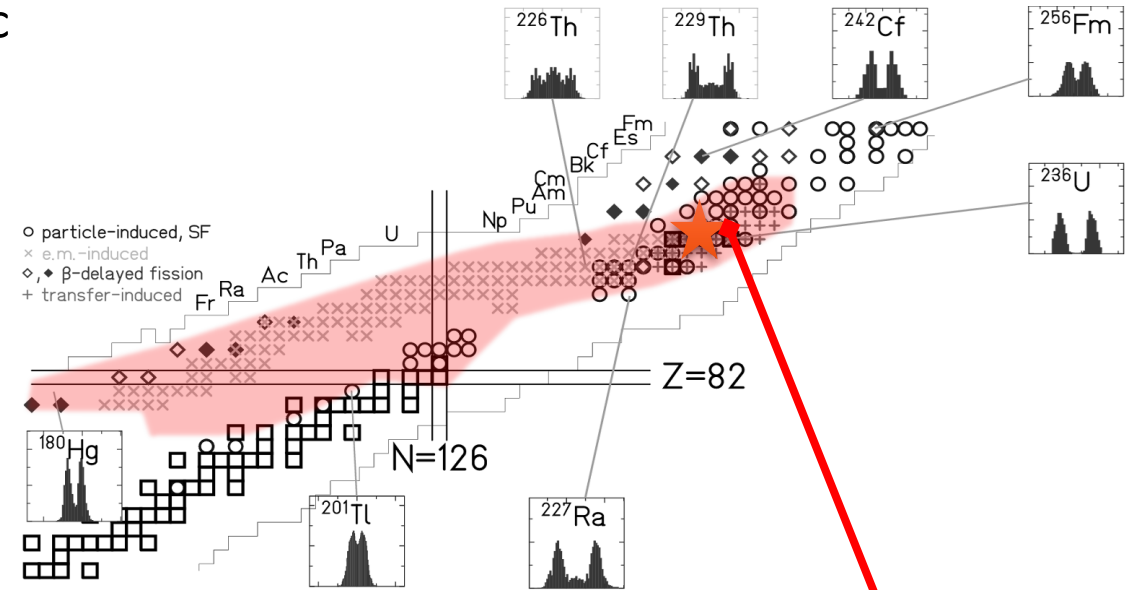 c
226Th
229Th
242Cf
256Fm
Fm
Es
Cf
Bk
Cm
Am
Pu
Np
U
Pa
Th
Ac
Ra
Fr
236U
particle-induced, SF
e.m.-induced
, β-delayed fission
transfer-induced
Z=82
N=126
180Hg
201Tl
227Ra